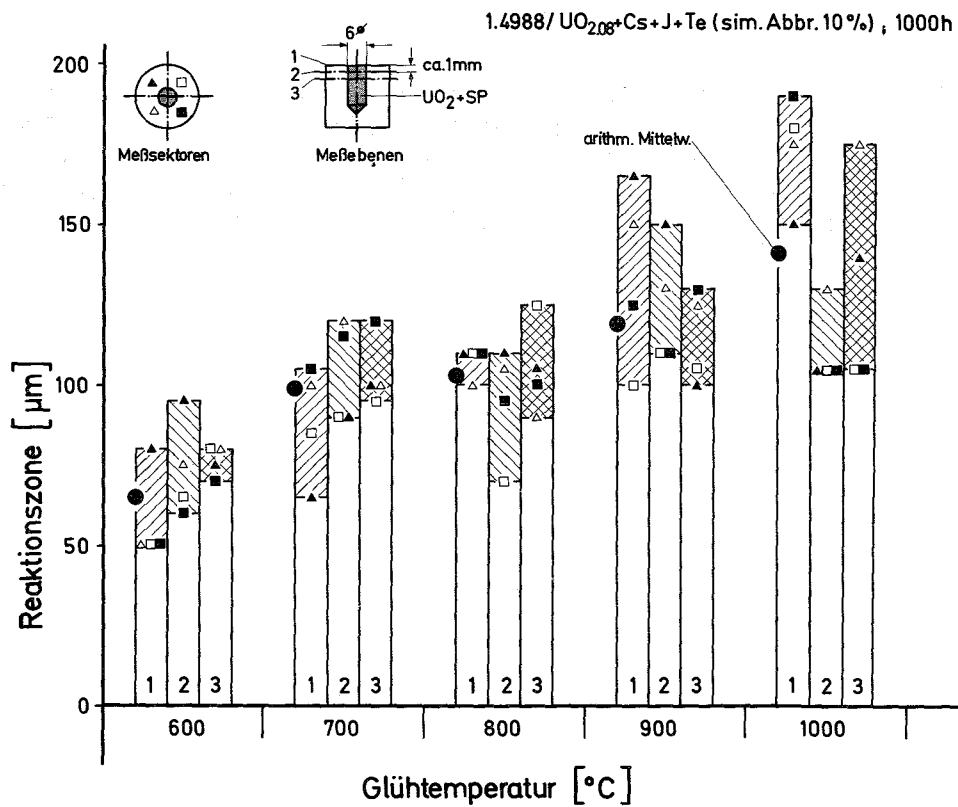 1.4988/ UO₂.₀₈+Cs+J+Te (sim. Abbr. 10 %) ; 1000h
6 ø
1
2
3
ca.1mm
UO₂+SP
Meßsektoren
Meßebenen
arithm. Mittelw.
Reaktionszone [µm]
200
150
100
50
0
1 2 3
1 2 3
1 2 3
1 2 3
1 2 3
600 700 800 900 1000
Glühtemperatur [°C]